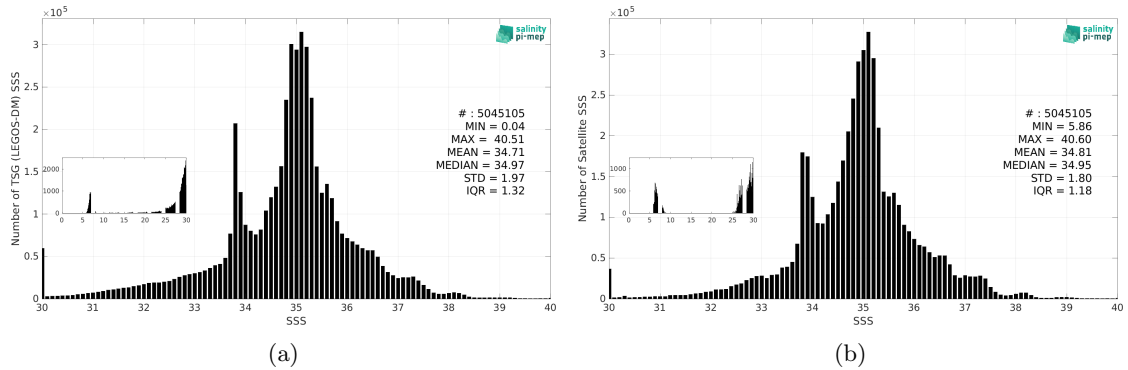 ×10⁵
salinity
pi-mep
3
2.5
2
1.5
1
0.5
0
Number of TSG (LEGOS-DM) SSS
# : 5045105
MIN = 0.04
MAX = 40.51
MEAN = 34.71
MEDIAN = 34.97
STD = 1.97
IQR = 1.32
2000
1000
0
0 5 10 15 20 25 30
30 31 32 33 34 35 36 37 38 39 40
SSS
(a)
×10⁵
salinity
pi-mep
3
2.5
2
1.5
1
0.5
0
Number of Satellite SSS
# : 5045105
MIN = 5.86
MAX = 40.60
MEAN = 34.81
MEDIAN = 34.95
STD = 1.80
IQR = 1.18
1000
500
0
0 5 10 15 20 25 30
30 31 32 33 34 35 36 37 38 39 40
SSS
(b)